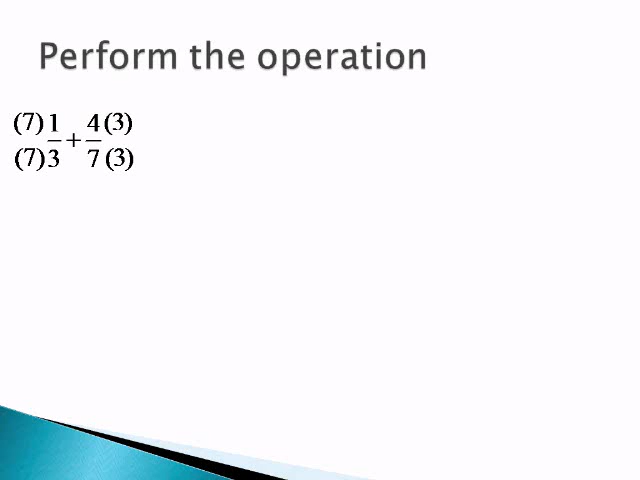 Perform the operation
(7) 1/3 + 4/7 (3)
(7) (3)